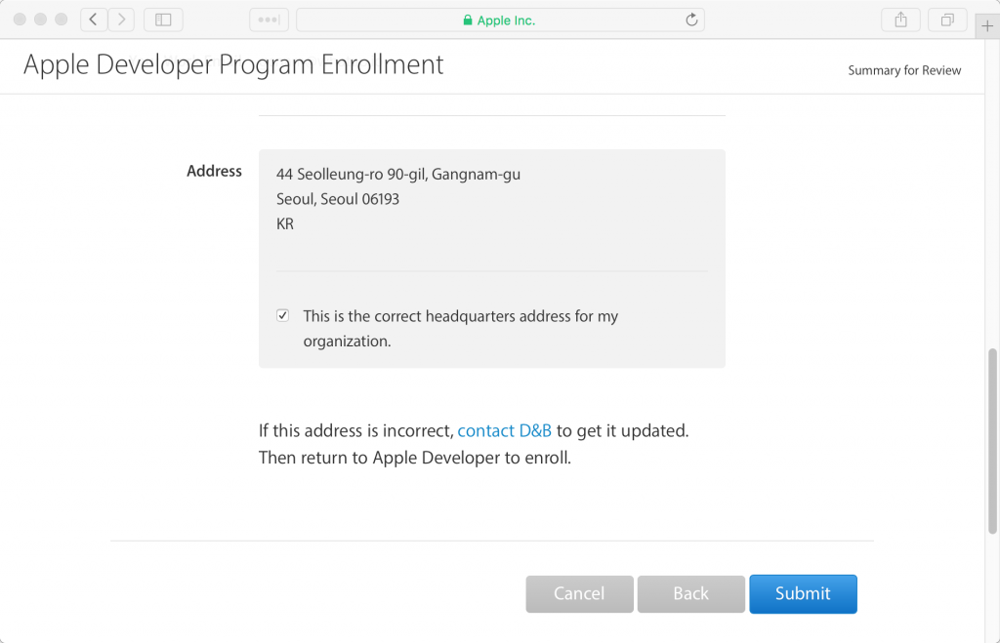 Apple Inc.
Apple Developer Program Enrollment
Summary for Review
Address
44 Seolleung-ro 90-gil, Gangnam-gu
Seoul, Seoul 06193
KR
This is the correct headquarters address for my
organization.
If this address is incorrect, contact D&B to get it updated.
Then return to Apple Developer to enroll.
Cancel
Back
Submit